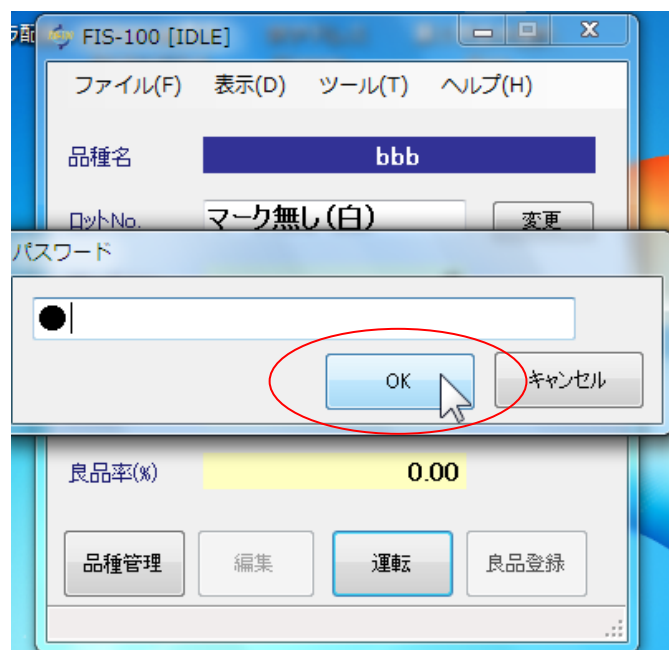 FIS-100 [IDLE]
ファイル(F) 表示(D) ツール(T) ヘルプ(H)
品種名 bbb
ロットNo. マーク無し(白) 変更
パスワード
●
OK キャンセル
良品率(%) 0.00
品種管理 編集 運転 良品登録